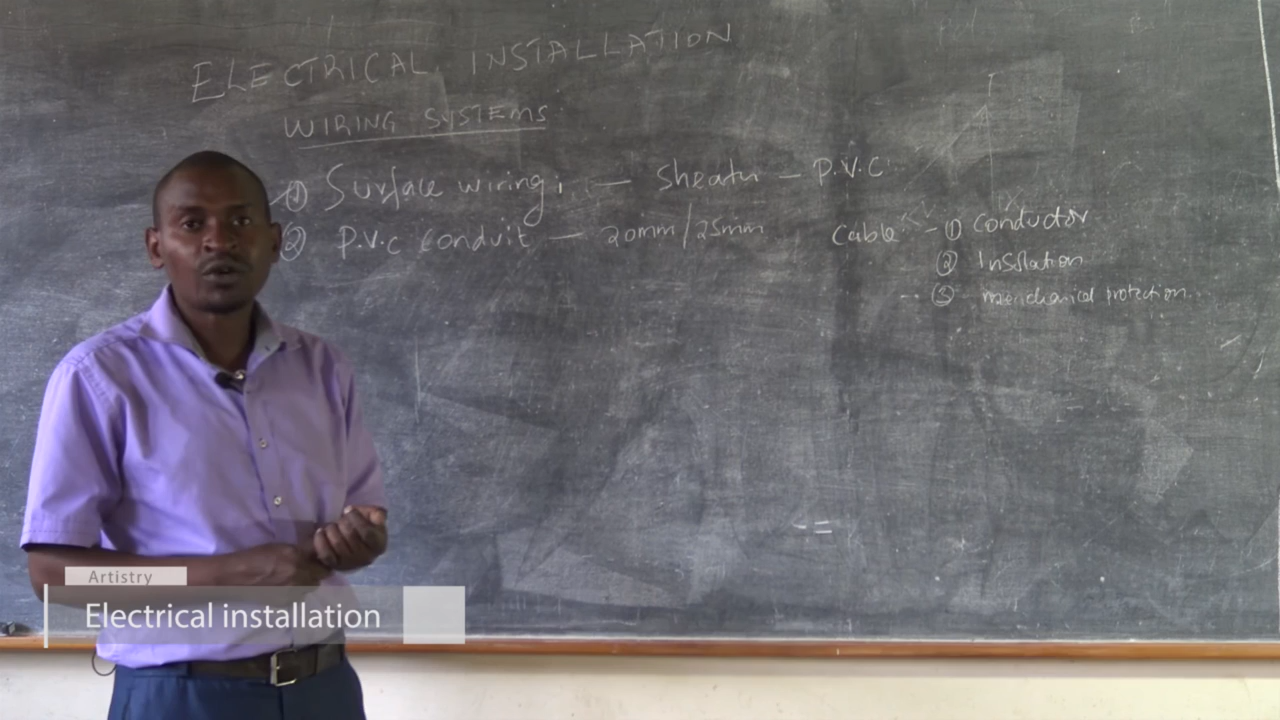 ELECTRICAL INSTALLATION
WIRING SYSTEMS
① Surface wiring; — Sheath — P.V.C.
② P.V.C Conduit — 20mm/25mm
Cable - ① Conductor
② Insulation
③ menchanical protection
Artistry
Electrical installation